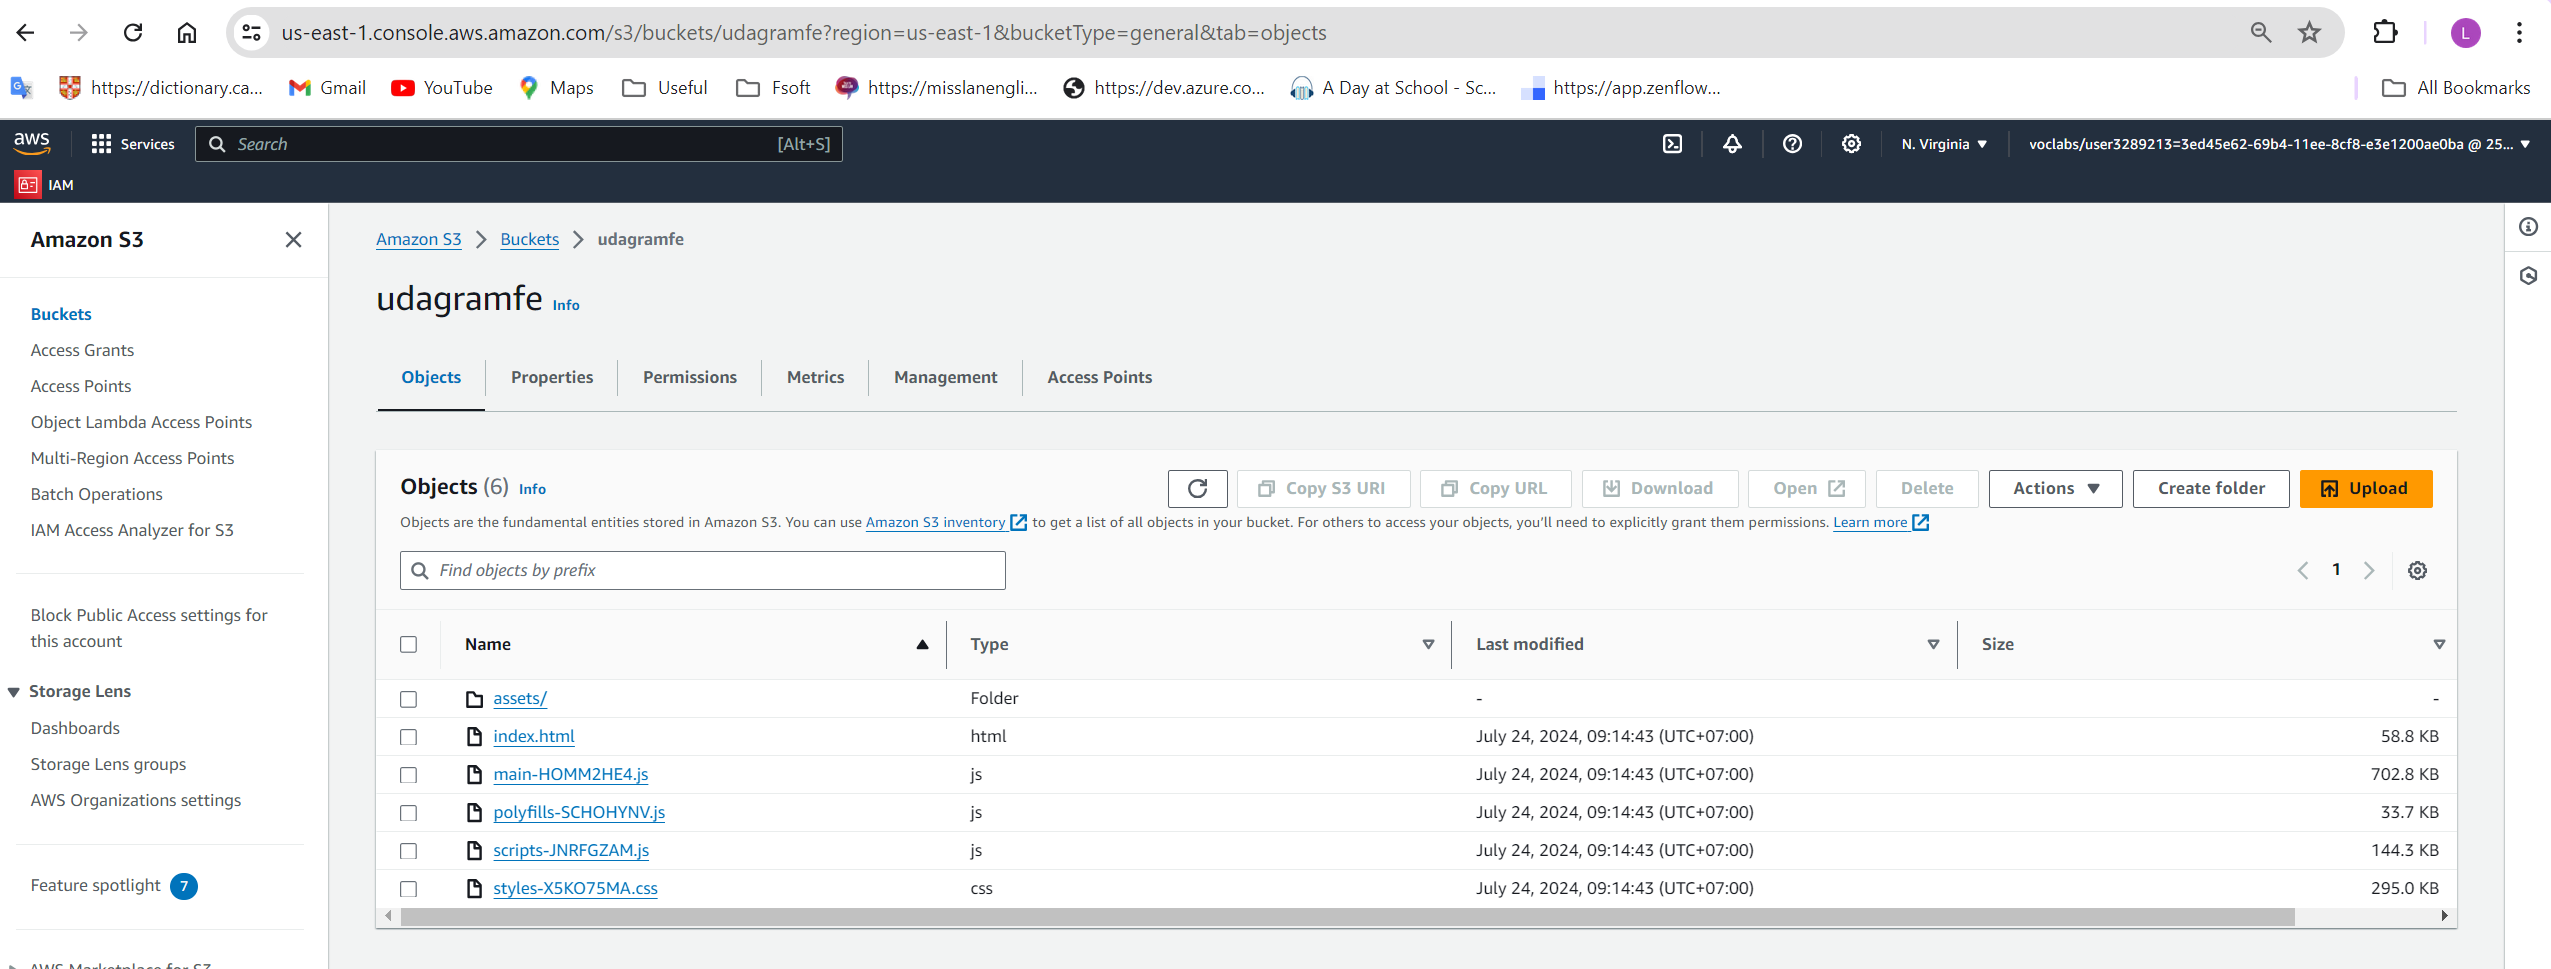 us-east-1.console.aws.amazon.com/s3/buckets/udagramfe?region=us-east-1&bucketType=general&tab=objects
L
https://dictionary.ca... Gmail YouTube Maps Useful Fsoft https://misslanengli... https://dev.azure.co... A Day at School - Sc... https://app.zenflow... All Bookmarks
aws Services Search [Alt+S] N. Virginia voclabs/user3289213=3ed45e62-69b4-11ee-8cf8-e3e1200ae0ba @ 25...
IAM
Amazon S3
Buckets
Access Grants
Access Points
Object Lambda Access Points
Multi-Region Access Points
Batch Operations
IAM Access Analyzer for S3
Block Public Access settings for
this account
Storage Lens
Dashboards
Storage Lens groups
AWS Organizations settings
Feature spotlight 7
AWS Marketplace for S3
Amazon S3 Buckets udagramfe
udagramfe Info
Objects Properties Permissions Metrics Management Access Points
Objects (6) Info Copy S3 URI Copy URL Download Open Delete Actions Create folder Upload
Objects are the fundamental entities stored in Amazon S3. You can use Amazon S3 inventory to get a list of all objects in your bucket. For others to access your objects, you'll need to explicitly grant them permissions. Learn more
Find objects by prefix 1
Name Type Last modified Size
assets/ Folder - -
index.html html July 24, 2024, 09:14:43 (UTC+07:00) 58.8 KB
main-HOMM2HE4.js js July 24, 2024, 09:14:43 (UTC+07:00) 702.8 KB
polyfills-SCHOHYNV.js js July 24, 2024, 09:14:43 (UTC+07:00) 33.7 KB
scripts-JNRFGZAM.js js July 24, 2024, 09:14:43 (UTC+07:00) 144.3 KB
styles-X5KO75MA.css css July 24, 2024, 09:14:43 (UTC+07:00) 295.0 KB